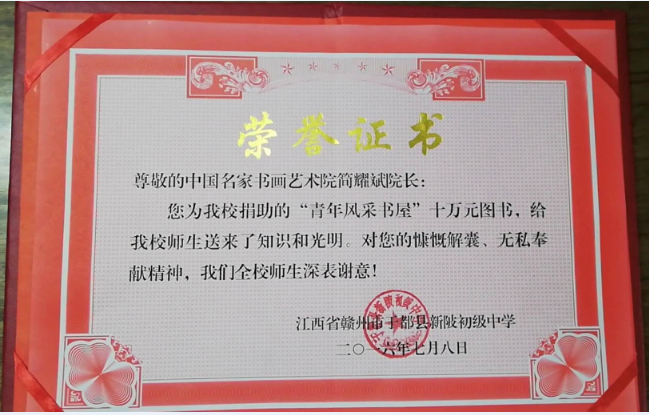 荣誉证书
尊敬的中国名家书画艺术院简耀斌院长：
您为我校捐助的“青年风采书屋”十万元图书，给
我校师生送来了知识和光明。对您的慷慨解囊、无私奉
献精神，我们全校师生深表谢意！
江西省赣州市于都县新陂初级中学
二〇一六年七月八日